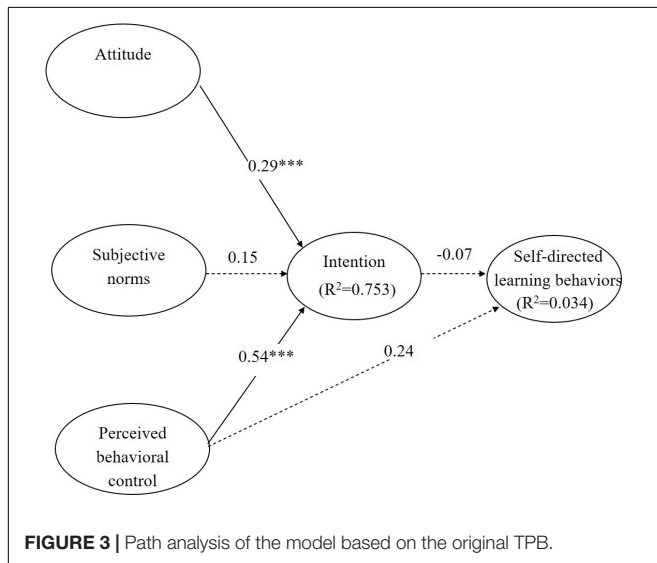 Attitude
0.29***
Subjective
norms
0.15
Intention
(R²=0.753)
-0.07
Self-directed
learning behaviors
(R²=0.034)
0.54***
0.24
Perceived
behavioral
control
FIGURE 3 | Path analysis of the model based on the original TPB.